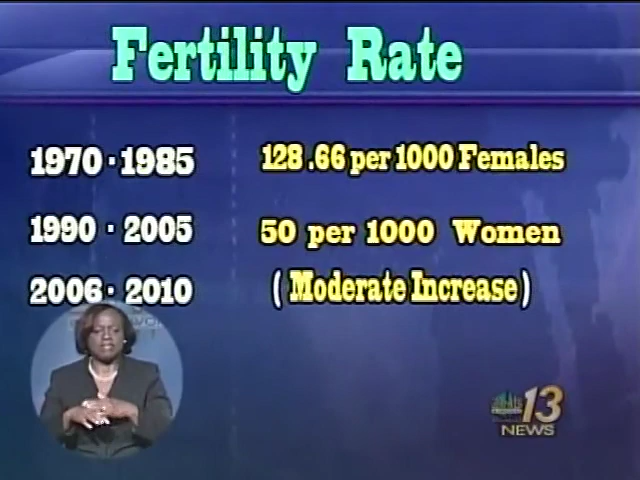 Fertility Rate
1970 - 1985 128.66 per 1000 Females
1990 - 2005 50 per 1000 Women
2006 - 2010 ( Moderate Increase )
13
NEWS